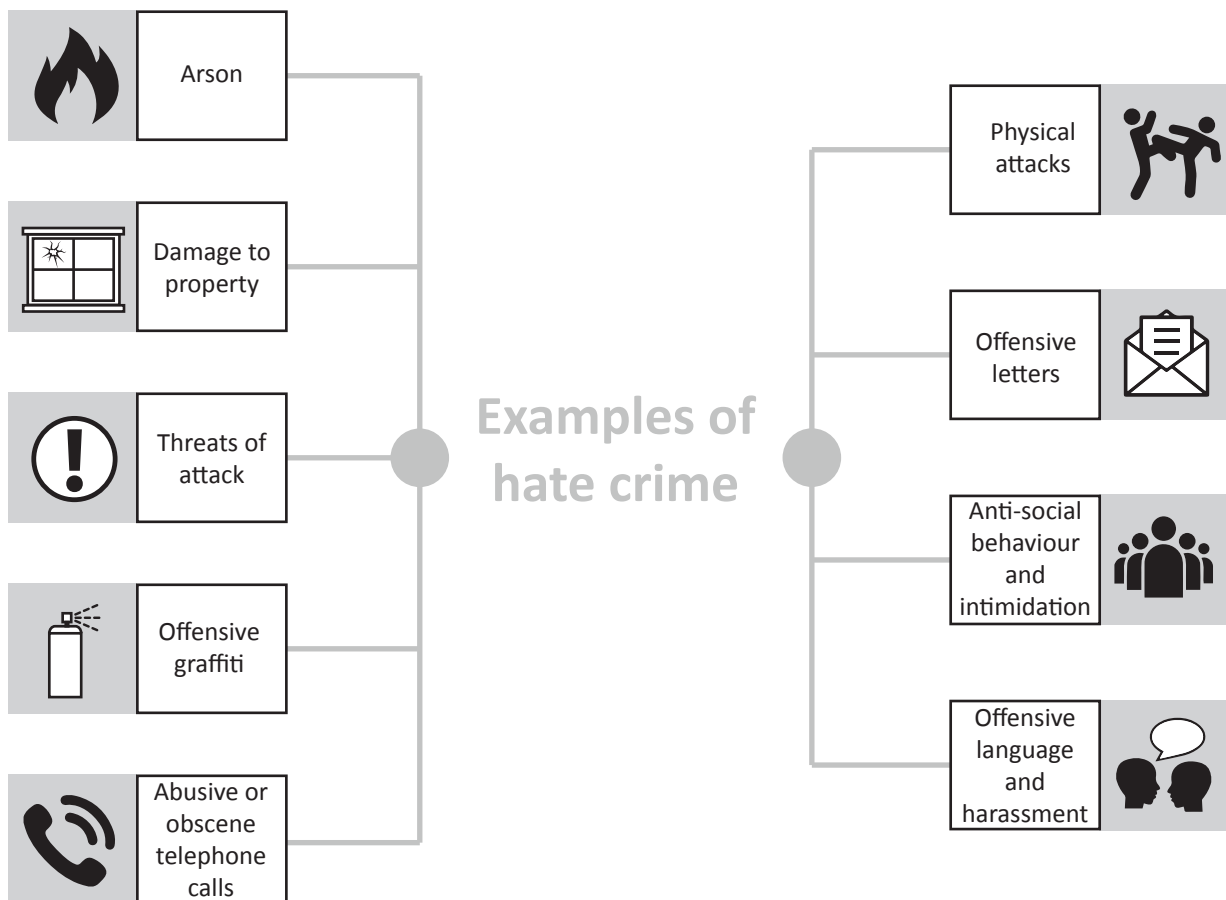 Arson
Damage to
property
Threats of
attack
Offensive
graffiti
Abusive or
obscene
telephone
calls
Examples of
hate crime
Physical
attacks
Offensive
letters
Anti-social
behaviour
and
intimidation
Offensive
language
and
harassment